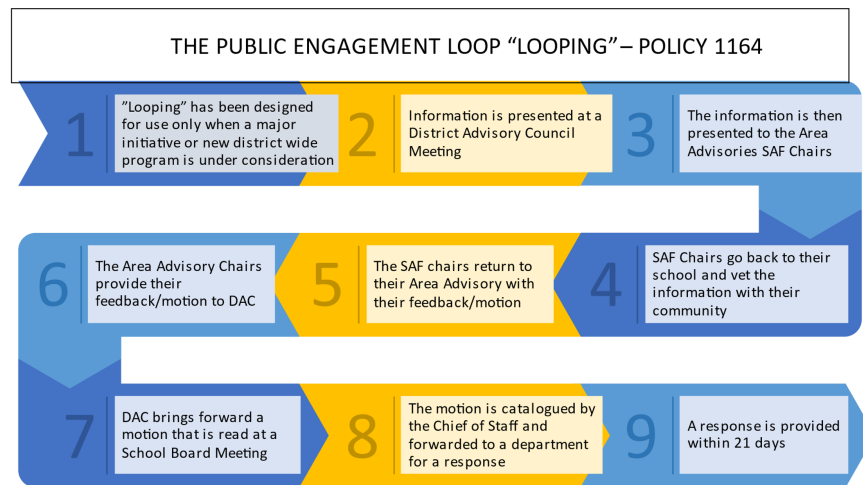 THE PUBLIC ENGAGEMENT LOOP “LOOPING”– POLICY 1164
1
”Looping” has been designed
for use only when a major
initiative or new district wide
program is under consideration
2
Information is presented at a
District Advisory Council
Meeting
3
The information is then
presented to the Area
Advisories SAF Chairs
4
SAF Chairs go back to their
school and vet the
information with their
community
5
The SAF chairs return to
their Area Advisory with
their feedback/motion
6
The Area Advisory Chairs
provide their
feedback/motion to DAC
7
DAC brings forward a
motion that is read at a
School Board Meeting
8
The motion is catalogued by
the Chief of Staff and
forwarded to a department
for a response
9
A response is provided
within 21 days